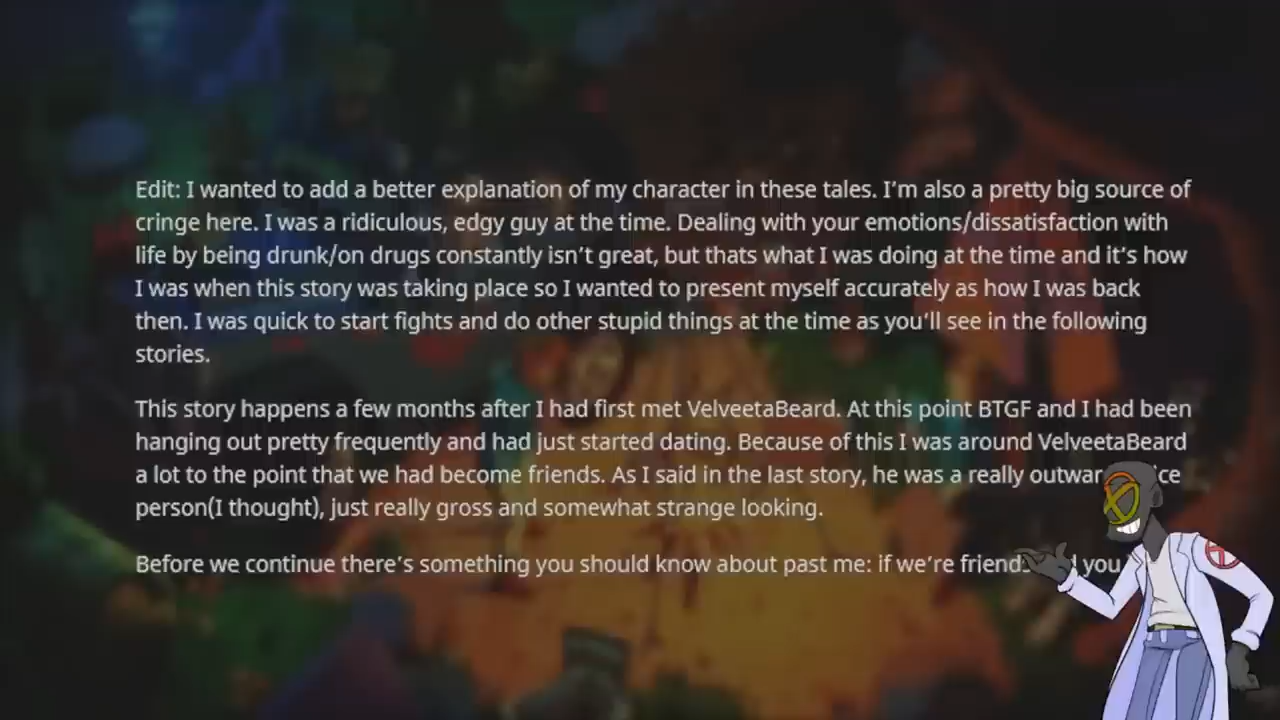 Edit: I wanted to add a better explanation of my character in these tales. I'm also a pretty big source of
cringe here. I was a ridiculous, edgy guy at the time. Dealing with your emotions/dissatisfaction with
life by being drunk/on drugs constantly isn't great, but thats what I was doing at the time and it's how
I was when this story was taking place so I wanted to present myself accurately as how I was back
then. I was quick to start fights and do other stupid things at the time as you'll see in the following
stories.
This story happens a few months after I had first met VelveetaBeard. At this point BTGF and I had been
hanging out pretty frequently and had just started dating. Because of this I was around VelveetaBeard
a lot to the point that we had become friends. As I said in the last story, he was a really
person(I thought), just really gross and somewhat strange looking.
Before we continue there's something you should know about past me: if we're you